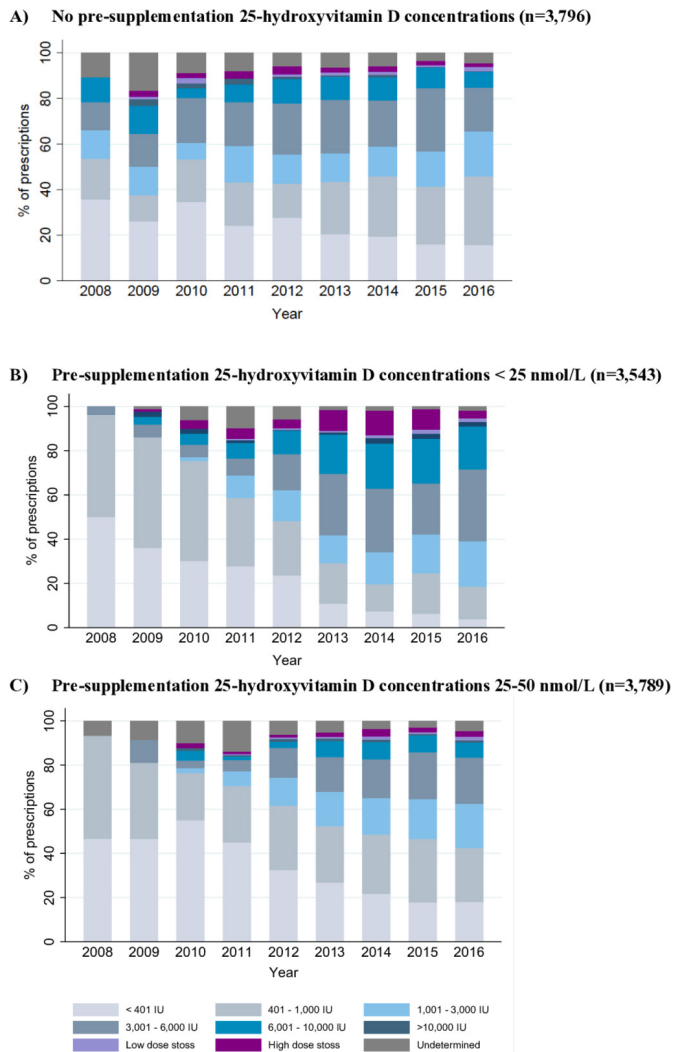 A) No pre-supplementation 25-hydroxyvitamin D concentrations (n=3,796)
% of prescriptions
100
80
60
40
20
0
2008 2009 2010 2011 2012 2013 2014 2015 2016
Year
B) Pre-supplementation 25-hydroxyvitamin D concentrations < 25 nmol/L (n=3,543)
% of prescriptions
100
80
60
40
20
0
2008 2009 2010 2011 2012 2013 2014 2015 2016
Year
C) Pre-supplementation 25-hydroxyvitamin D concentrations 25-50 nmol/L (n=3,789)
% of prescriptions
100
80
60
40
20
0
2008 2009 2010 2011 2012 2013 2014 2015 2016
Year
< 401 IU 401 - 1,000 IU 1,001 - 3,000 IU
3,001 - 6,000 IU 6,001 - 10,000 IU >10,000 IU
Low dose stoss High dose stoss Undetermined